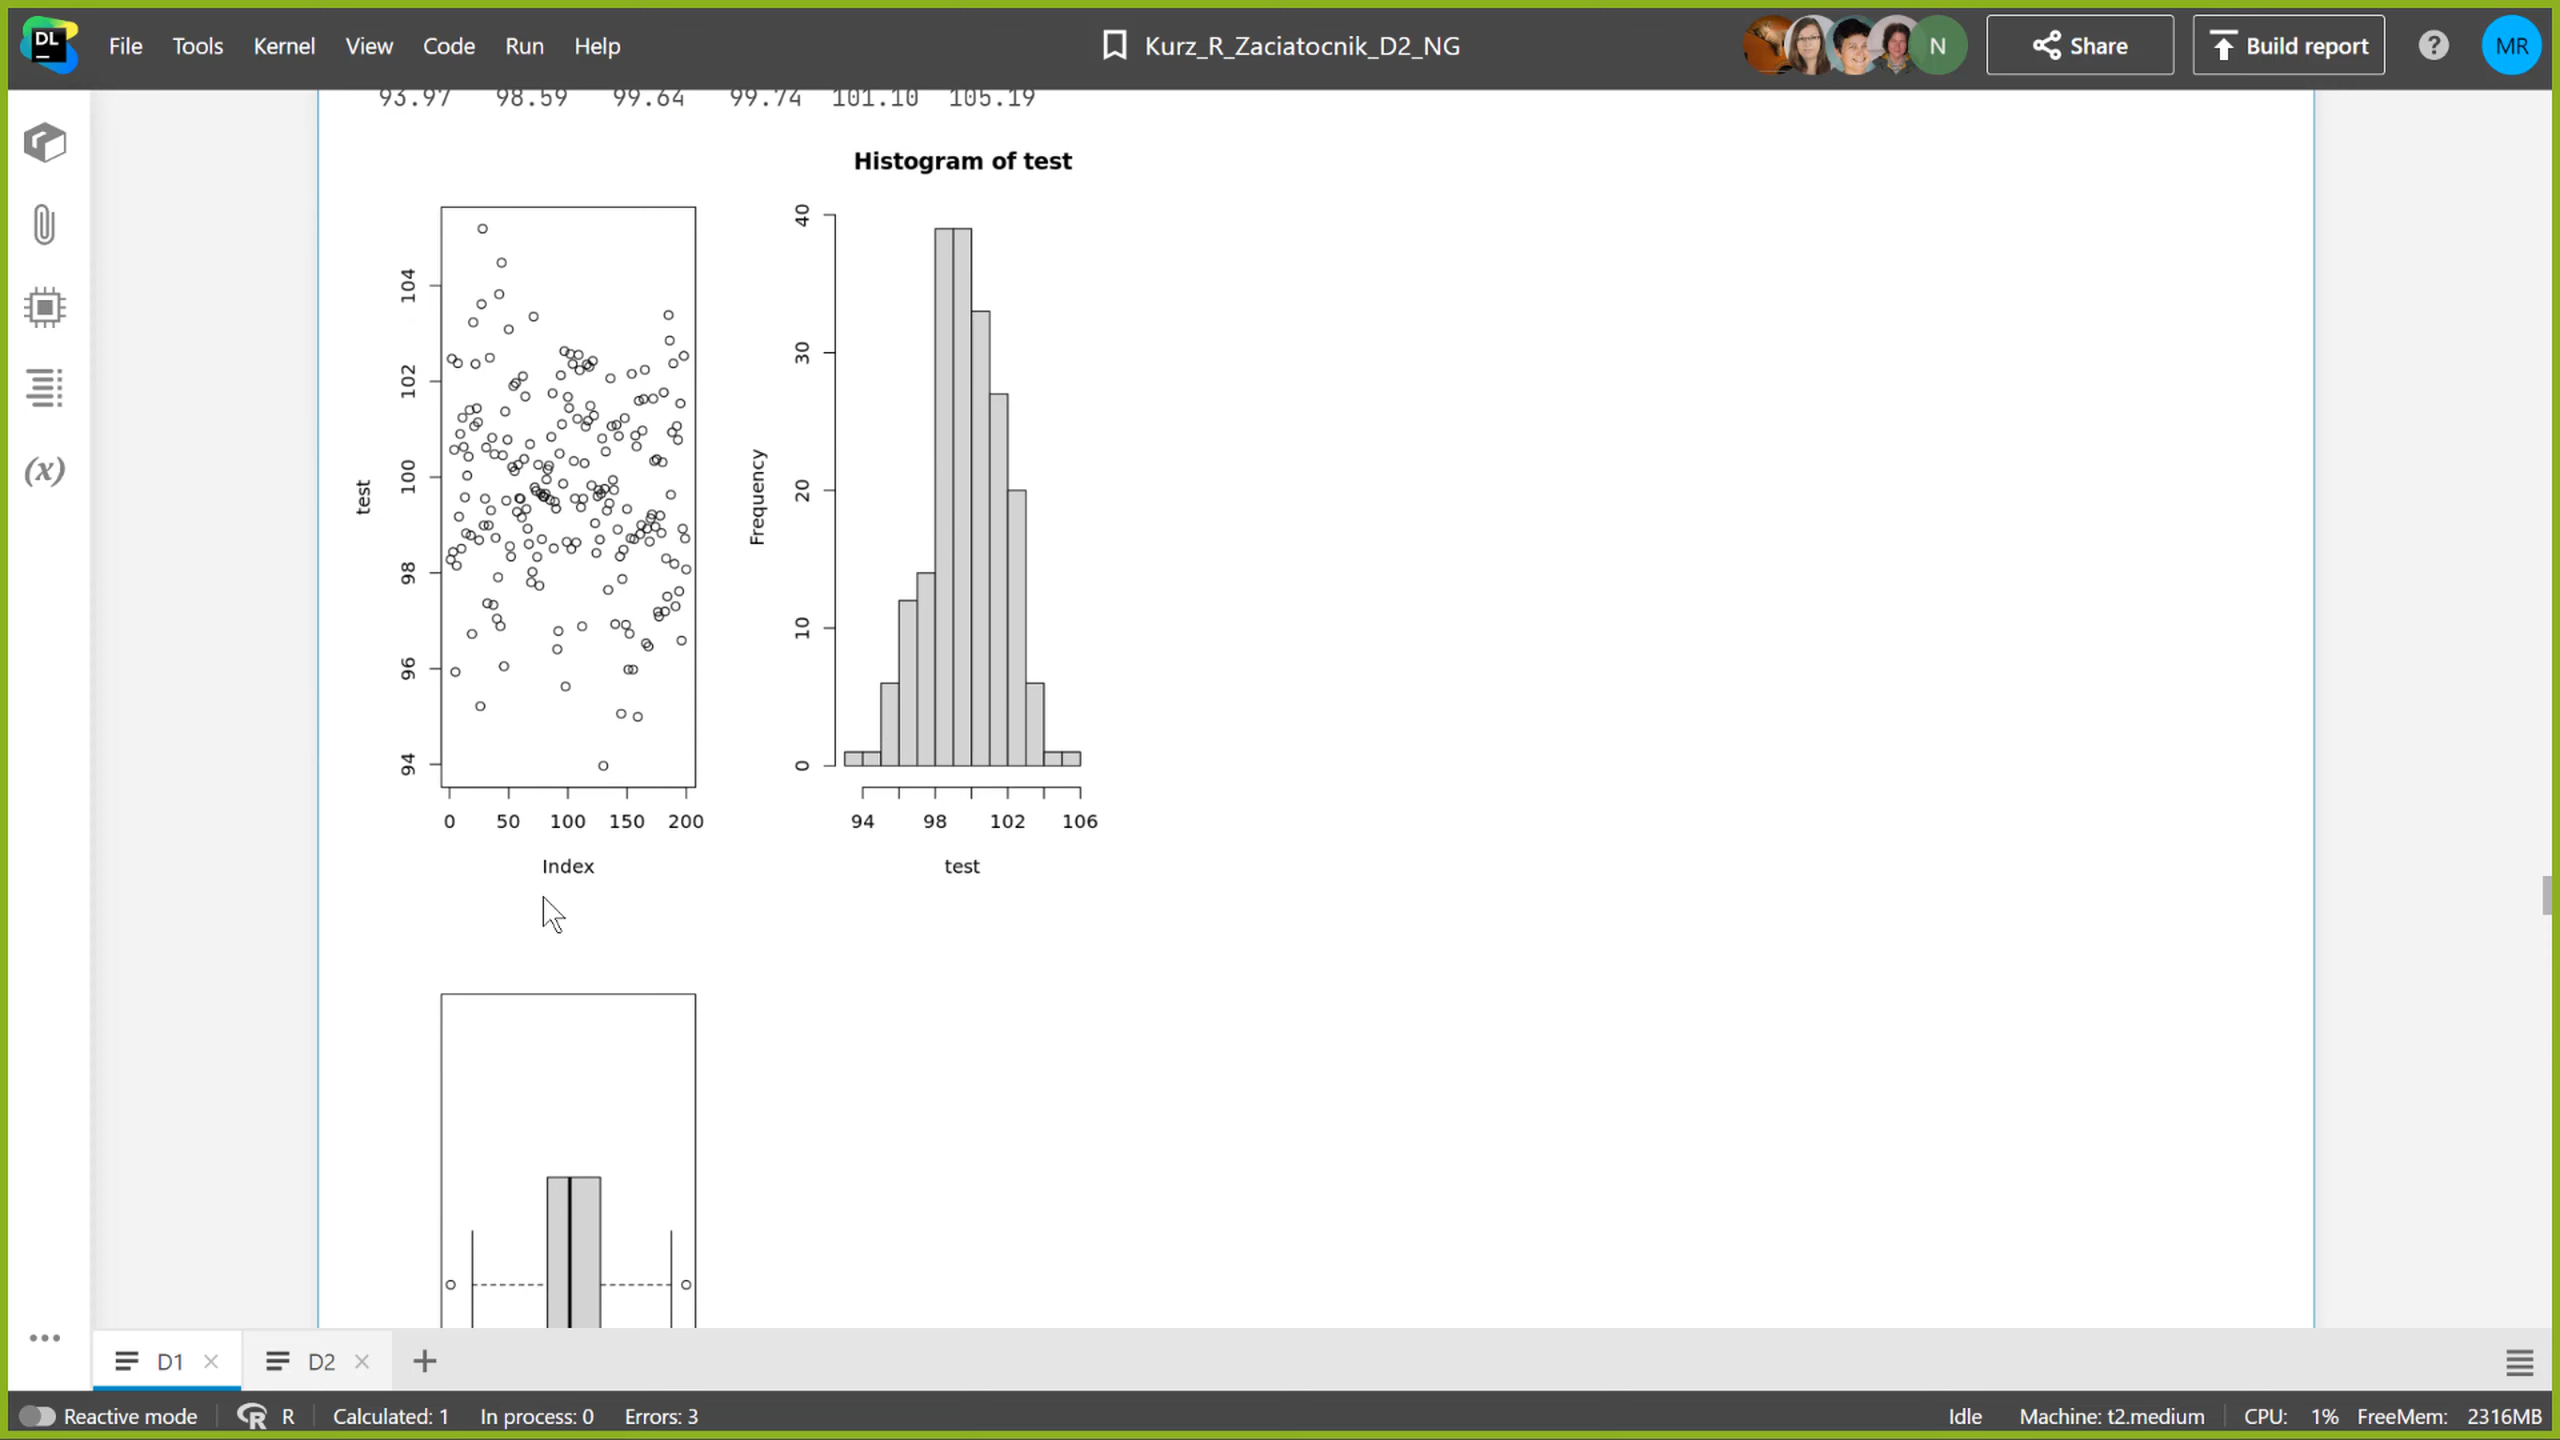 DL File Tools Kernel View Code Run Help Kurz_R_Zaciatocnik_D2_NG N Share Build report ? MR
93.97 98.59 99.64 99.74 101.10 105.19
Histogram of test
(x)
test
104
102
100
98
96
94
0 50 100 150 200
Index
Frequency
40
30
20
10
0
94 98 102 106
test
D1 D2
Reactive mode R Calculated: 1 In process: 0 Errors: 3 Idle Machine: t2.medium CPU: 1% FreeMem: 2316MB